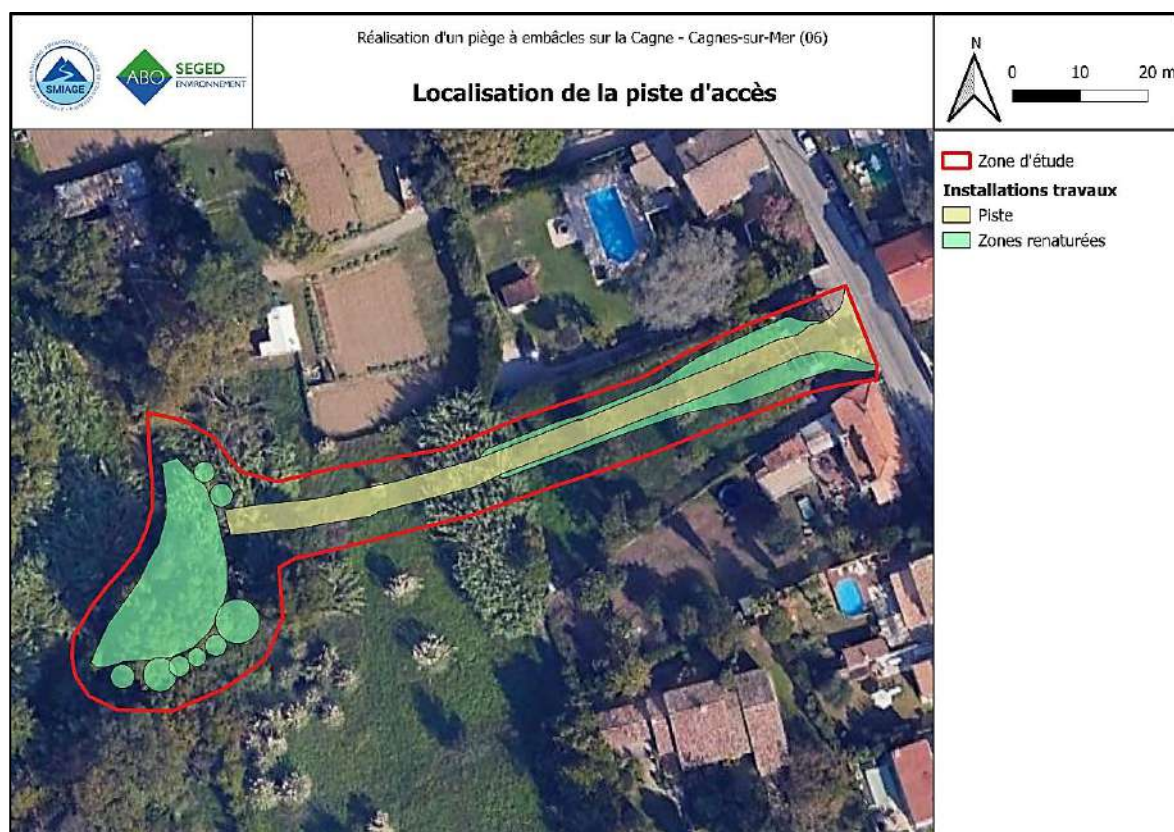 Réalisation d'un piège à embâcles sur la Cagne - Cagnes-sur-Mer (06)
Localisation de la piste d'accès
SMIAGE
ABO
SEGED
ENVIRONNEMENT
N
0 10 20 m
Zone d'étude
Installations travaux
Piste
Zones renaturées